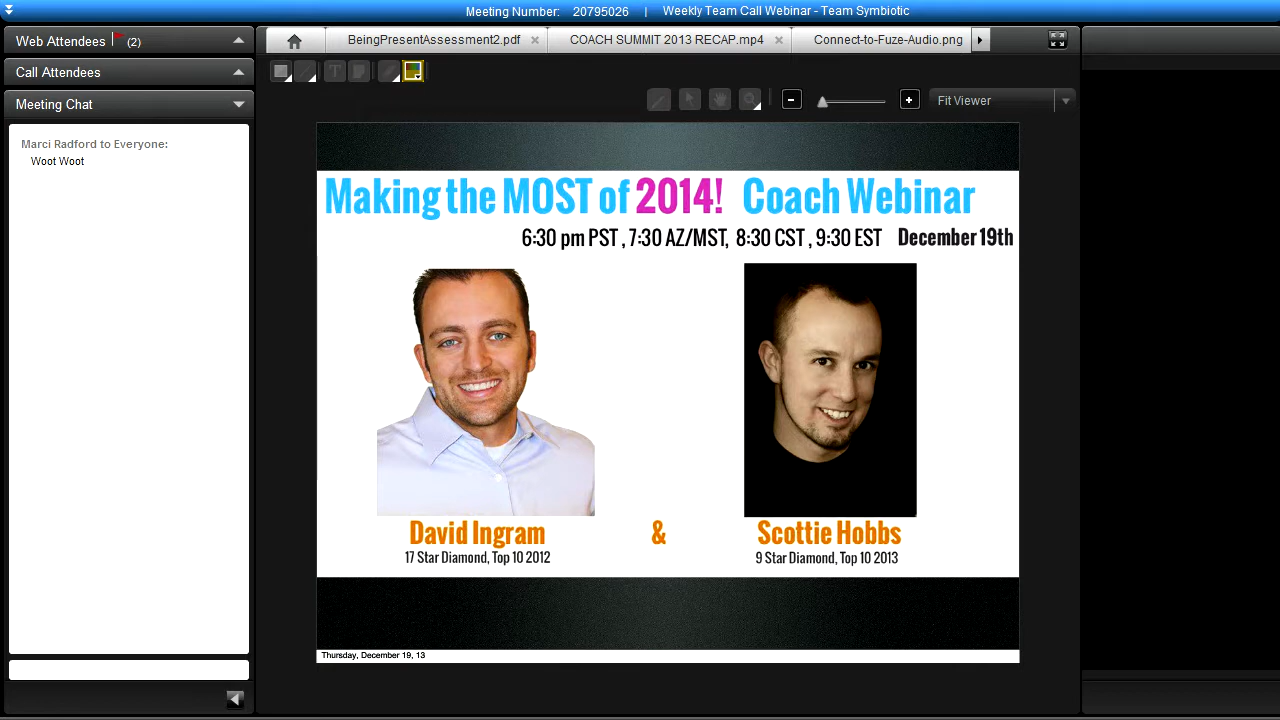 Meeting Number: 20795026 | Weekly Team Call Webinar - Team Symbiotic
Web Attendees (2)
Call Attendees
Meeting Chat
Marci Radford to Everyone:
Woot Woot
BeingPresentAssessment2.pdf
COACH SUMMIT 2013 RECAP.mp4
Connect-to-Fuze-Audio.png
Fit Viewer
Making the MOST of 2014! Coach Webinar
6:30 pm PST , 7:30 AZ/MST, 8:30 CST , 9:30 EST December 19th
David Ingram & Scottie Hobbs
17 Star Diamond, Top 10 2012
9 Star Diamond, Top 10 2013
Thursday, December 19, 13